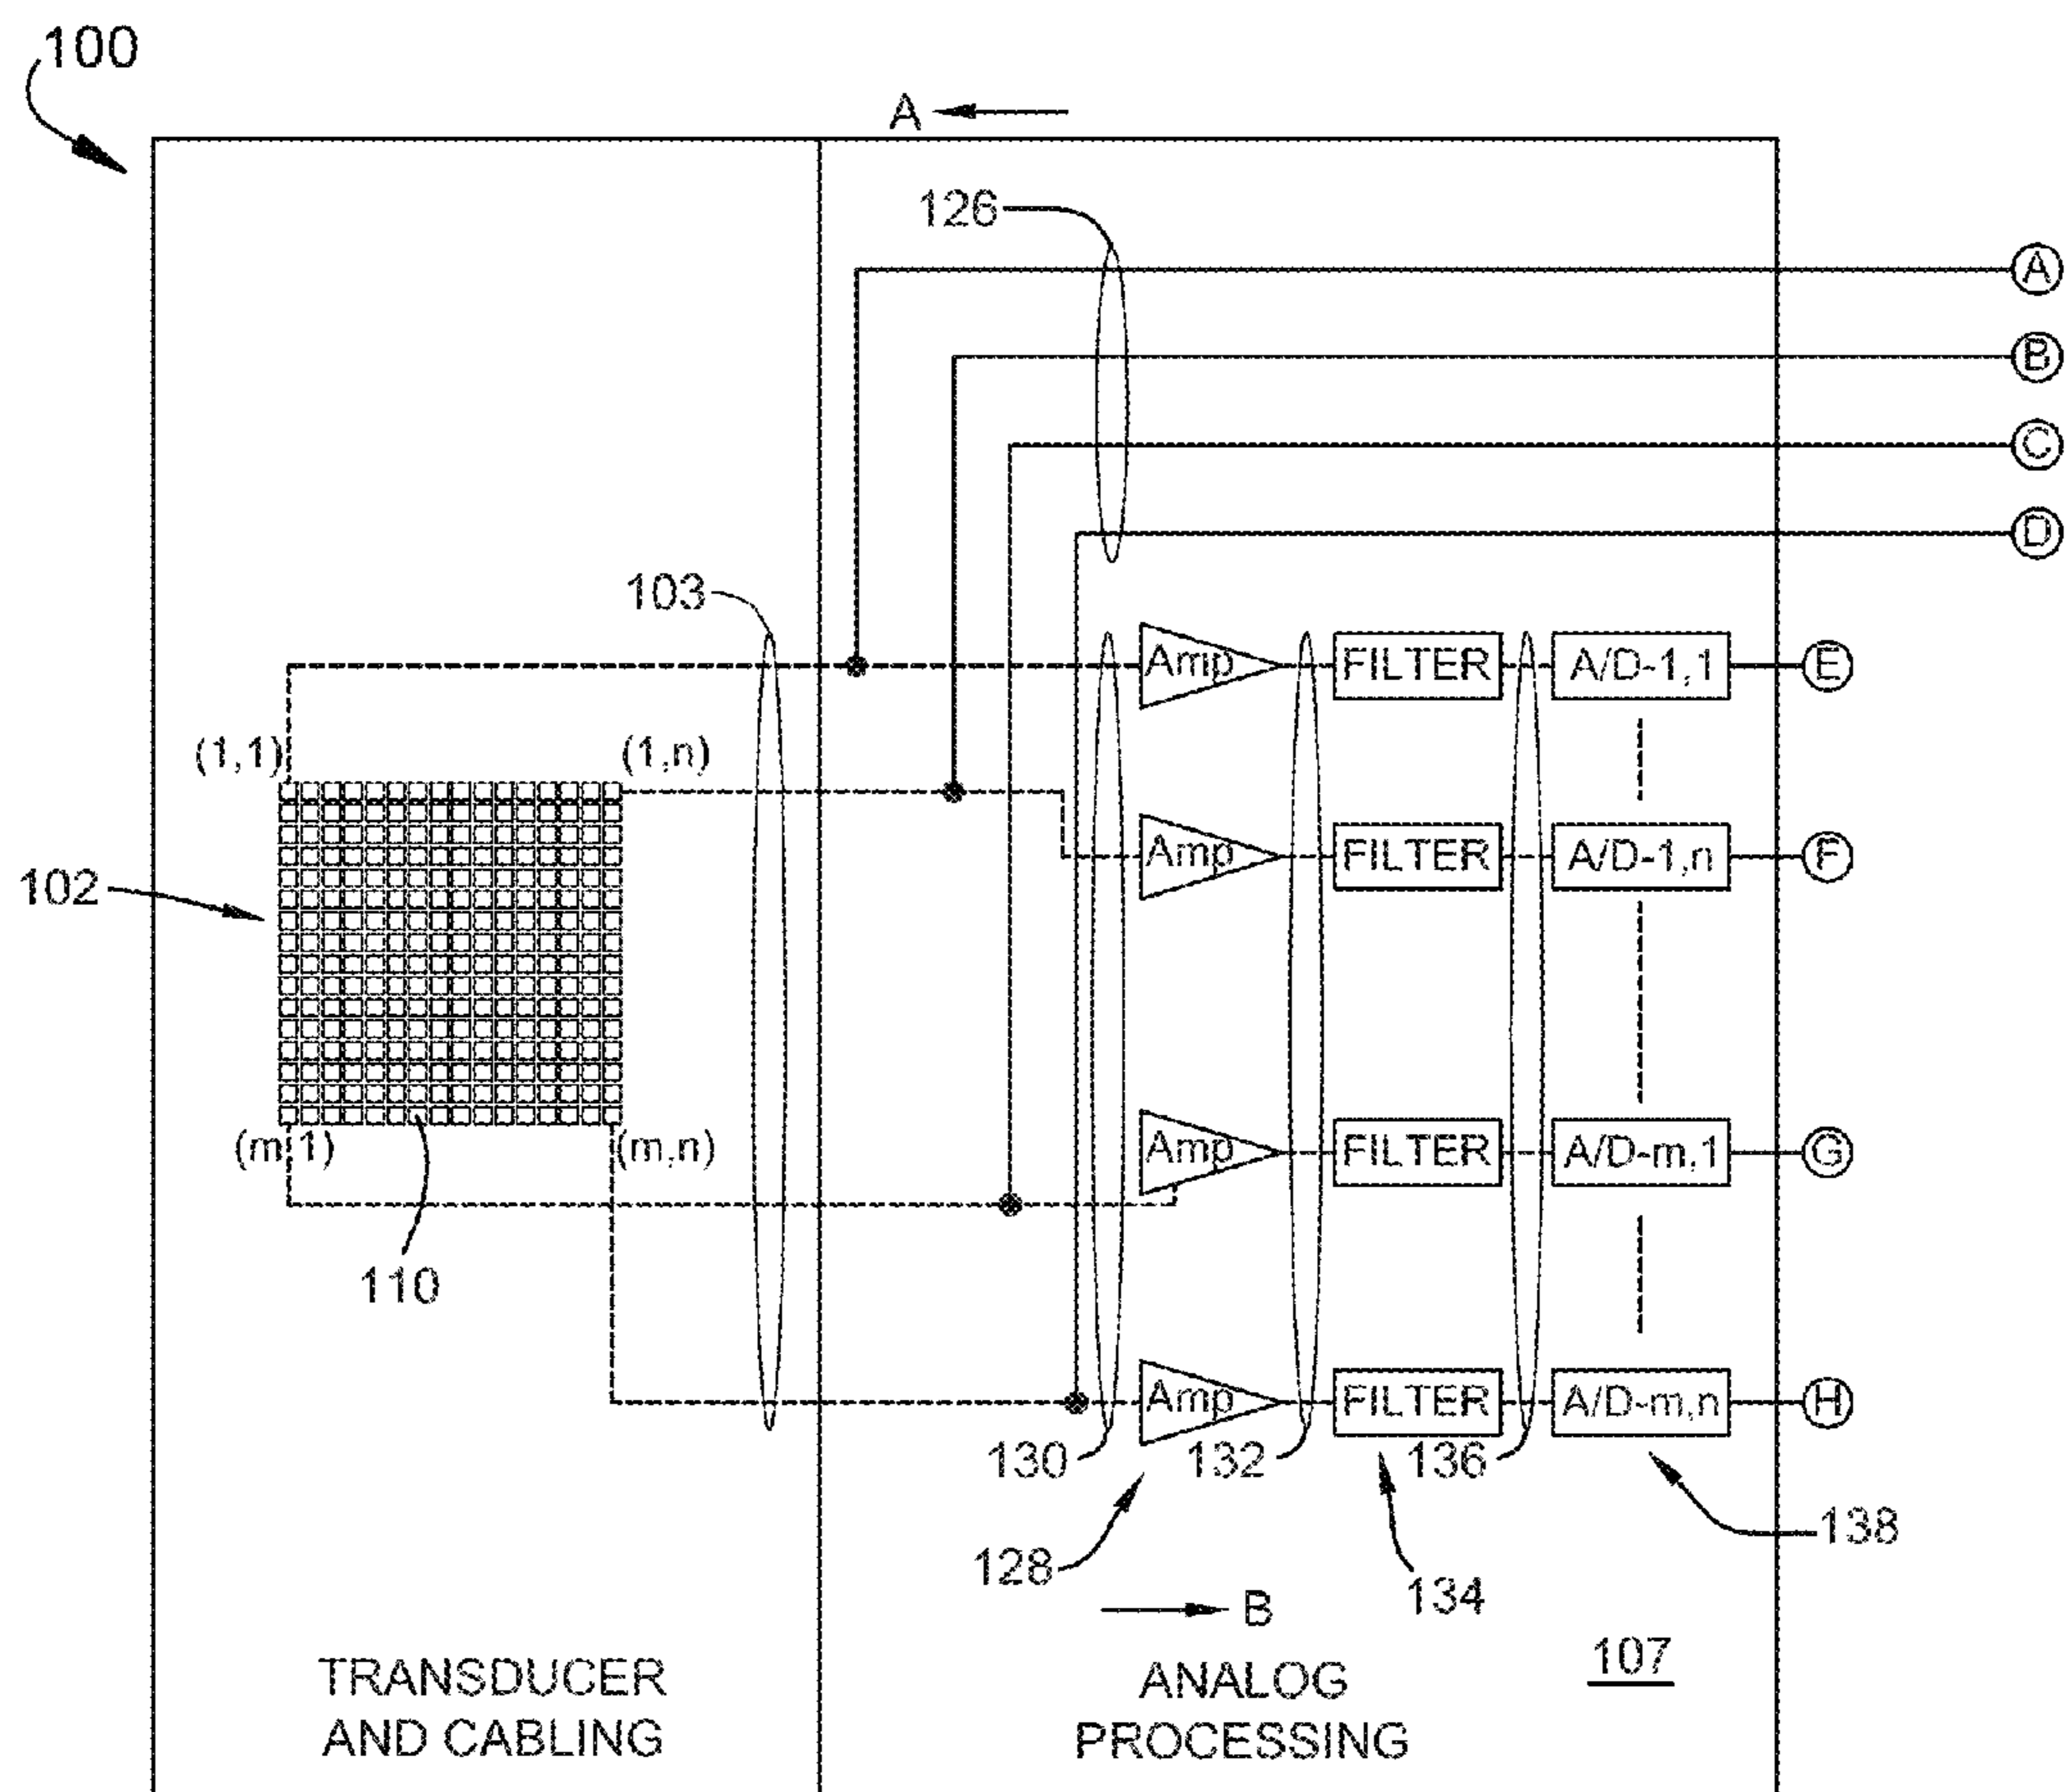 100
A
126
A
B
C
D
103
Amp
FILTER
A/D-1,1
E
(1,1)
(1,n)
Amp
FILTER
A/D-1,n
F
102
(m,1)
(m,n)
Amp
FILTER
A/D-m,1
G
110
Amp
FILTER
A/D-m,n
H
130
132
136
138
128
134
B
107
TRANSDUCER
AND CABLING
ANALOG
PROCESSING